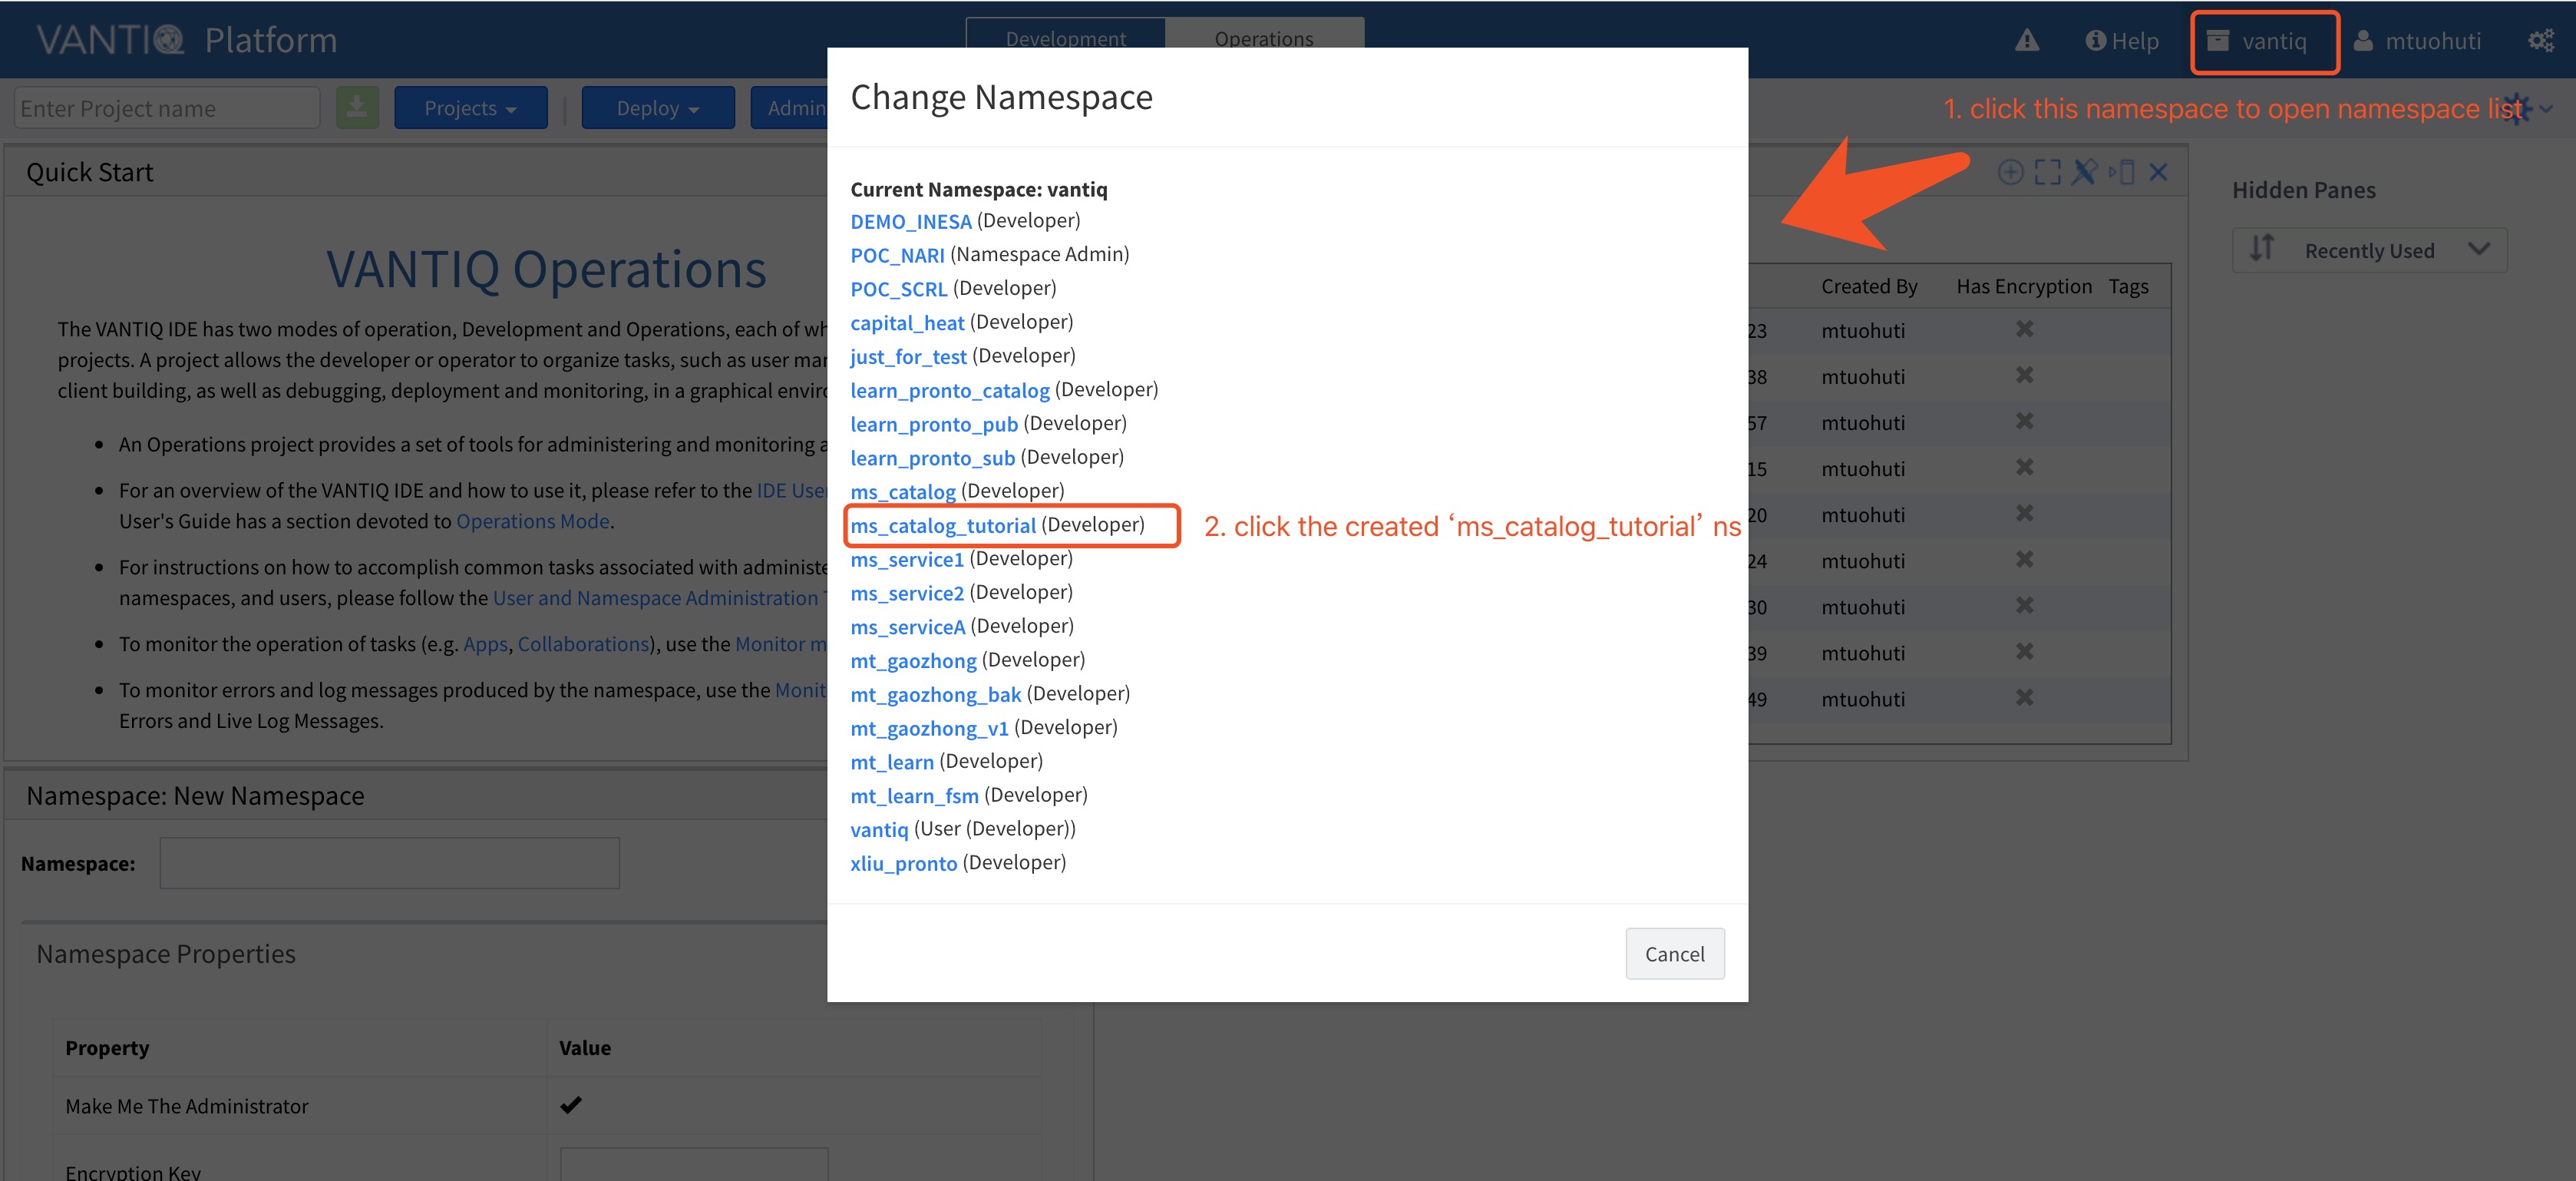 VANTIQ Platform
Development Operations
Help vantiq mtuohuti
Enter Project name Projects Deploy Admin
1. click this namespace to open namespace list
Change Namespace
Current Namespace: vantiq
DEMO_INESA (Developer)
POC_NARI (Namespace Admin)
POC_SCRL (Developer)
capital_heat (Developer)
just_for_test (Developer)
learn_pronto_catalog (Developer)
learn_pronto_pub (Developer)
learn_pronto_sub (Developer)
ms_catalog (Developer)
ms_catalog_tutorial (Developer)
2. click the created ‘ms_catalog_tutorial’ ns
ms_service1 (Developer)
ms_service2 (Developer)
ms_serviceA (Developer)
mt_gaozhong (Developer)
mt_gaozhong_bak (Developer)
mt_gaozhong_v1 (Developer)
mt_learn (Developer)
mt_learn_fsm (Developer)
vantiq (User (Developer))
xliu_pronto (Developer)
Cancel
Quick Start
VANTIQ Operations
The VANTIQ IDE has two modes of operation, Development and Operations, each of wh
projects. A project allows the developer or operator to organize tasks, such as user mar
client building, as well as debugging, deployment and monitoring, in a graphical enviro
• An Operations project provides a set of tools for administering and monitoring a
• For an overview of the VANTIQ IDE and how to use it, please refer to the IDE User
User's Guide has a section devoted to Operations Mode.
• For instructions on how to accomplish common tasks associated with administe
namespaces, and users, please follow the User and Namespace Administration T
• To monitor the operation of tasks (e.g. Apps, Collaborations), use the Monitor m
• To monitor errors and log messages produced by the namespace, use the Monit
Errors and Live Log Messages.
Created By Has Encryption Tags
23 mtuohuti
38 mtuohuti
57 mtuohuti
15 mtuohuti
20 mtuohuti
24 mtuohuti
30 mtuohuti
39 mtuohuti
49 mtuohuti
Hidden Panes
Recently Used
Namespace: New Namespace
Namespace:
Namespace Properties
Property Value
Make Me The Administrator
Encryption Key